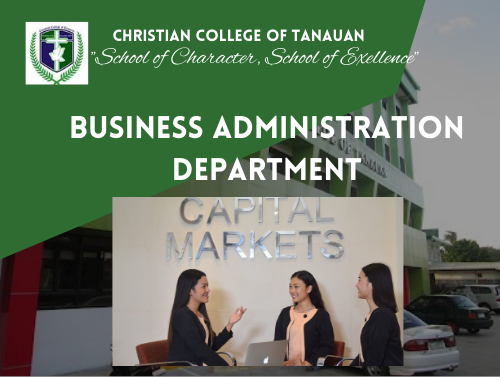 CHRISTIAN COLLEGE OF TANAUAN
"School of Character, School of Exellence"
BUSINESS ADMINISTRATION
DEPARTMENT
CAPITAL
MARKETS